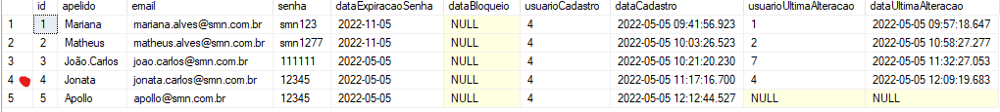 id apelido email senha dataExpiracaoSenha dataBloqueio usuarioCadastro dataCadastro usuarioUltimaAlteracao dataUltimaAlteracao
1 1 Mariana mariana.alves@smn.com.br smn123 2022-11-05 NULL 4 2022-05-05 09:41:56.923 1 2022-05-05 09:57:18.647
2 2 Matheus matheus.alves@smn.com.br smn1277 2022-11-05 NULL 4 2022-05-05 10:03:26.523 2 2022-05-05 10:58:27.277
3 3 João.Carlos joao.carlos@smn.com.br 111111 2022-05-05 NULL 4 2022-05-05 10:21:20.230 7 2022-05-05 11:32:27.053
4 4 Jonata jonata.carlos@smn.com.br 12345 2022-05-05 NULL 4 2022-05-05 11:17:16.700 4 2022-05-05 12:09:19.683
5 5 Apollo apollo@smn.com.br 12345 2022-05-05 NULL 4 2022-05-05 12:12:44.527 NULL NULL